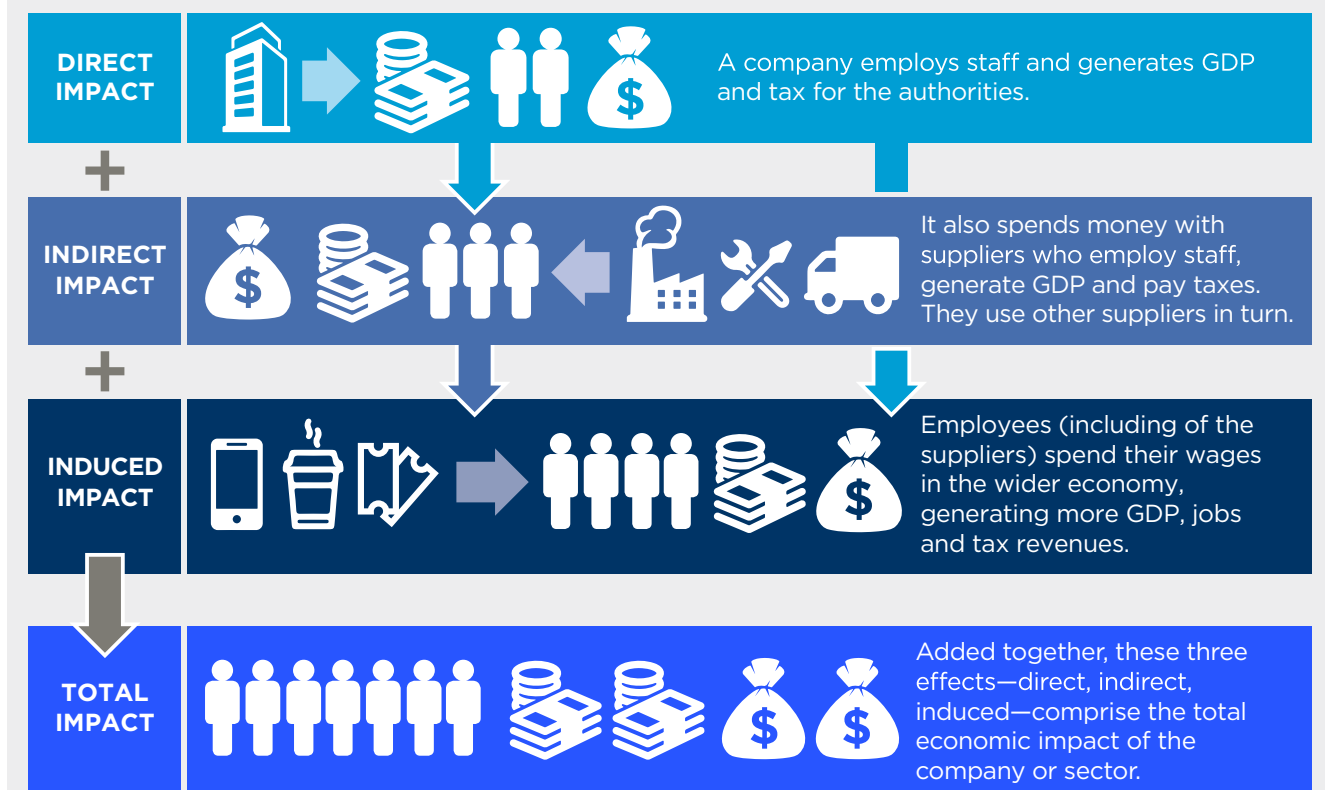 DIRECT
IMPACT
$
A company employs staff and generates GDP
and tax for the authorities.
+
INDIRECT
IMPACT
$
It also spends money with
suppliers who employ staff,
generate GDP and pay taxes.
They use other suppliers in turn.
+
INDUCED
IMPACT
$
Employees (including of the
suppliers) spend their wages
in the wider economy,
generating more GDP, jobs
and tax revenues.
TOTAL
IMPACT
$ $
Added together, these three
effects—direct, indirect,
induced—comprise the total
economic impact of the
company or sector.